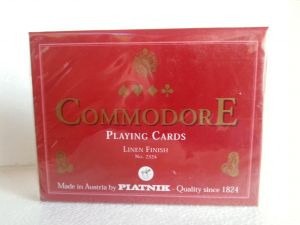 COMMODORE
PLAYING CARDS
LINEN FINISH
No. 2324
Made in Austria by PIATNIK - Quality since 1824